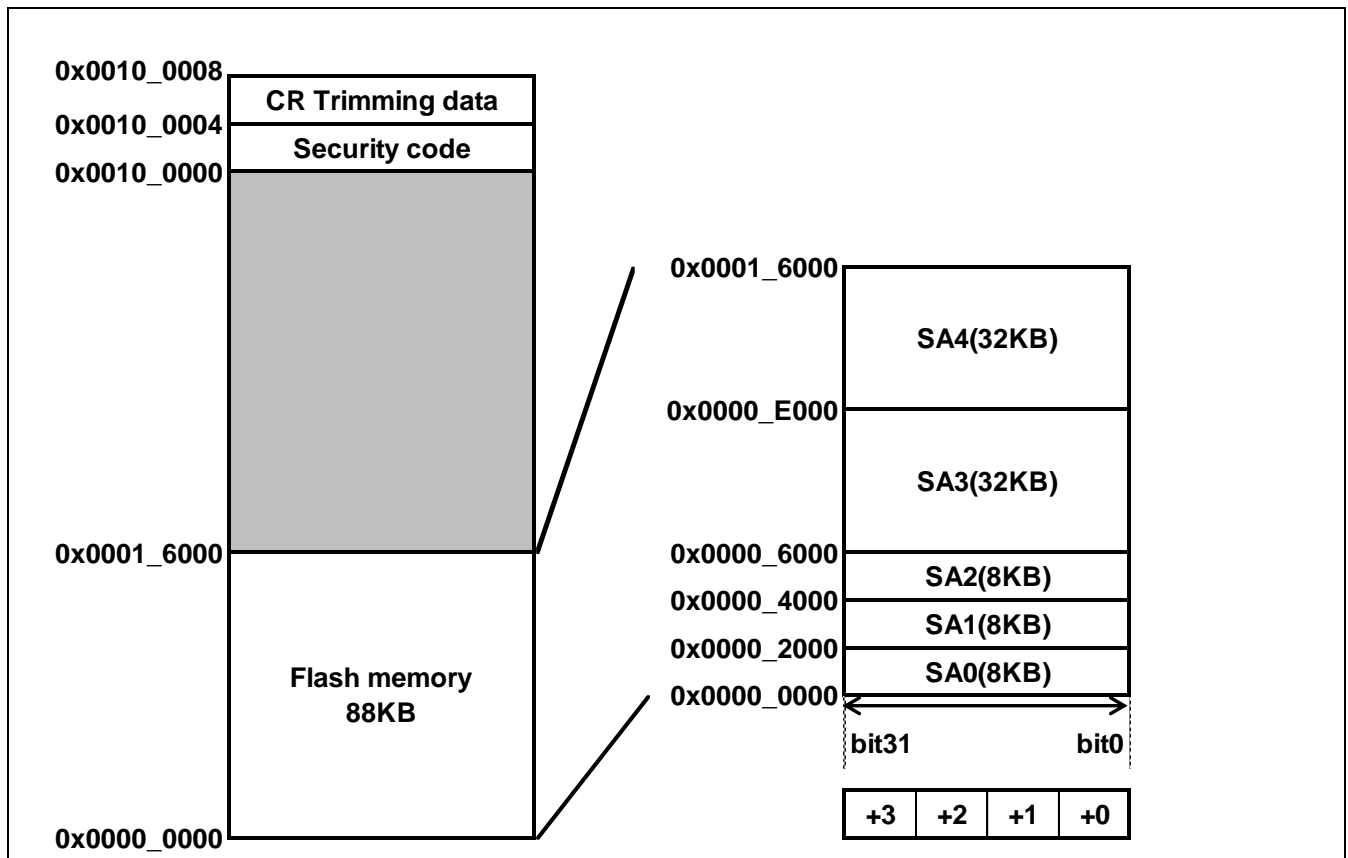 0x0010_0008
CR Trimming data
0x0010_0004
Security code
0x0010_0000
0x0001_6000
Flash memory
88KB
0x0000_0000
0x0001_6000
SA4(32KB)
0x0000_E000
SA3(32KB)
0x0000_6000
SA2(8KB)
0x0000_4000
SA1(8KB)
0x0000_2000
SA0(8KB)
0x0000_0000
bit31 bit0
+3 +2 +1 +0